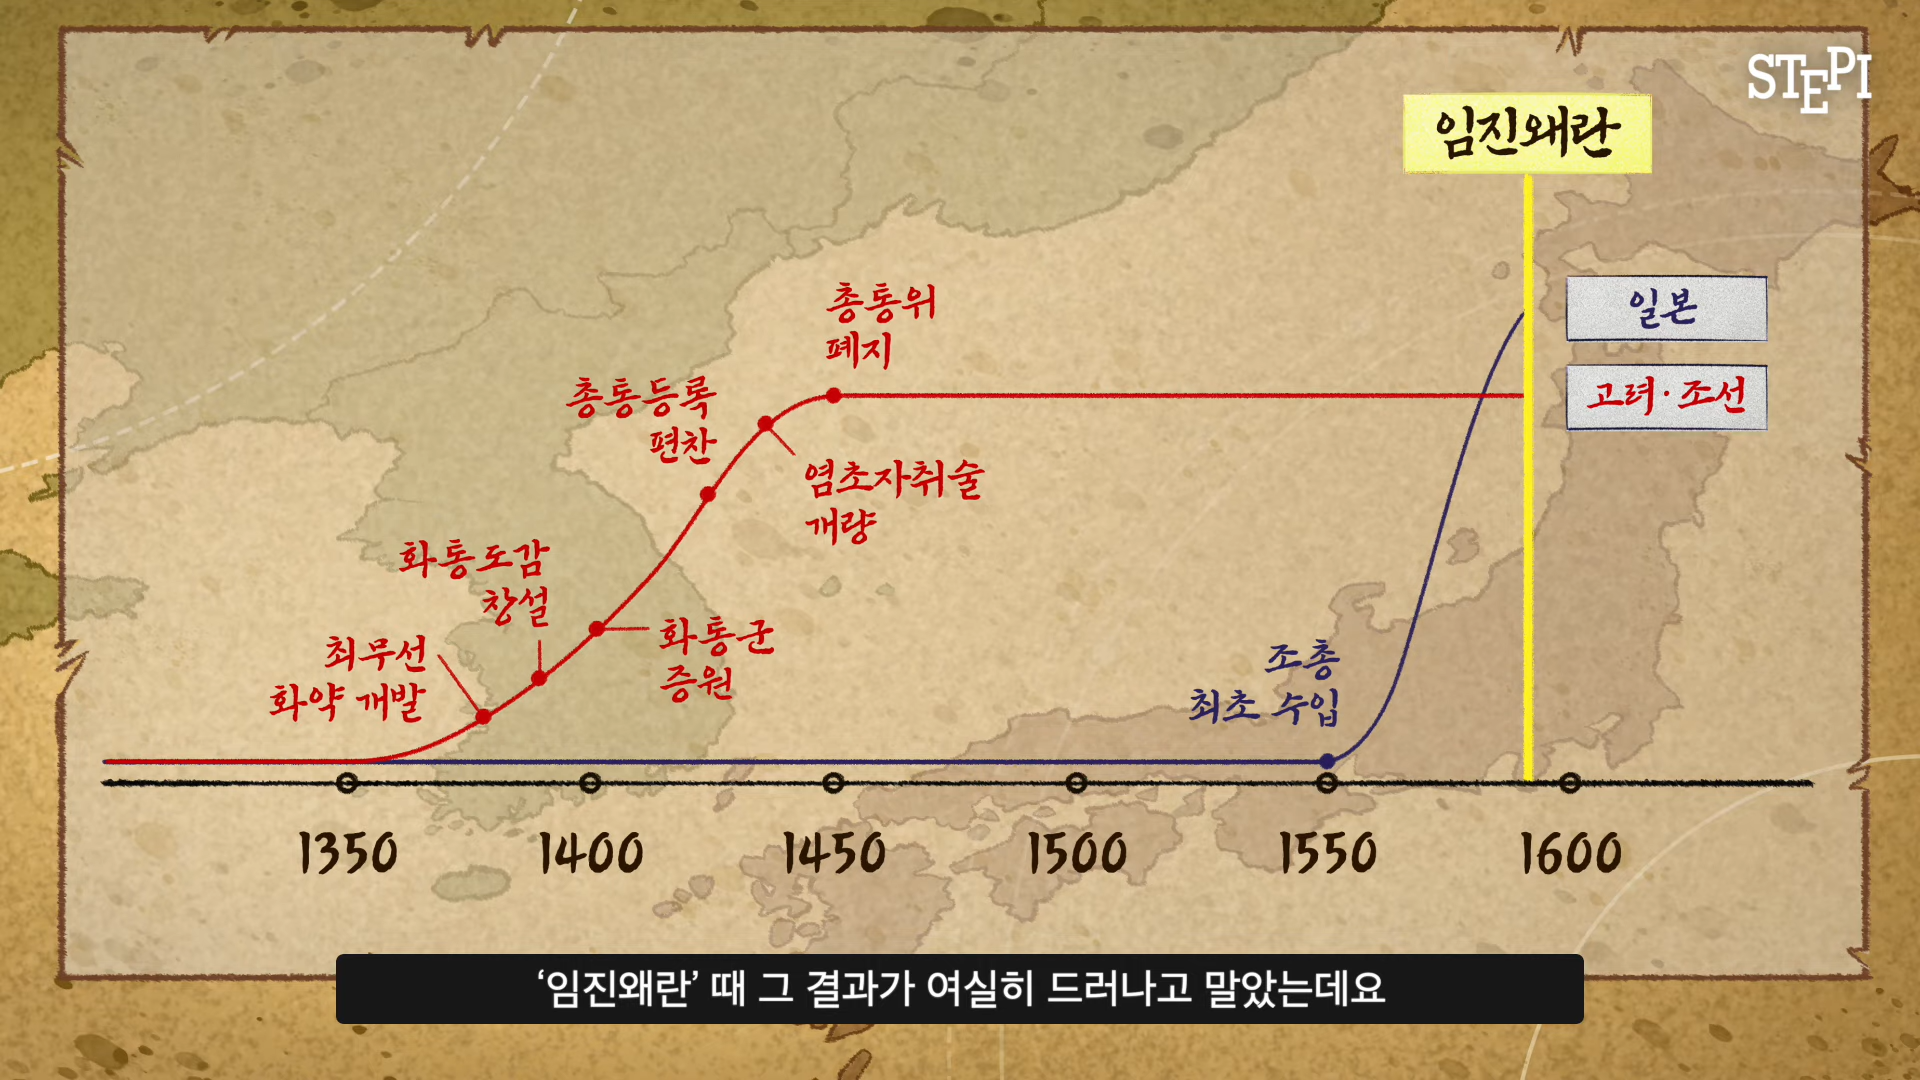 STEPI
임진왜란
일본
고려·조선
총통위
폐지
총통등록
편찬
염초자취술
개량
화통도감
창설
화통군
증원
최무선
화약 개발
조총
최초 수입
1350
1400
1450
1500
1550
1600
‘임진왜란’ 때 그 결과가 여실히 드러나고 말았는데요